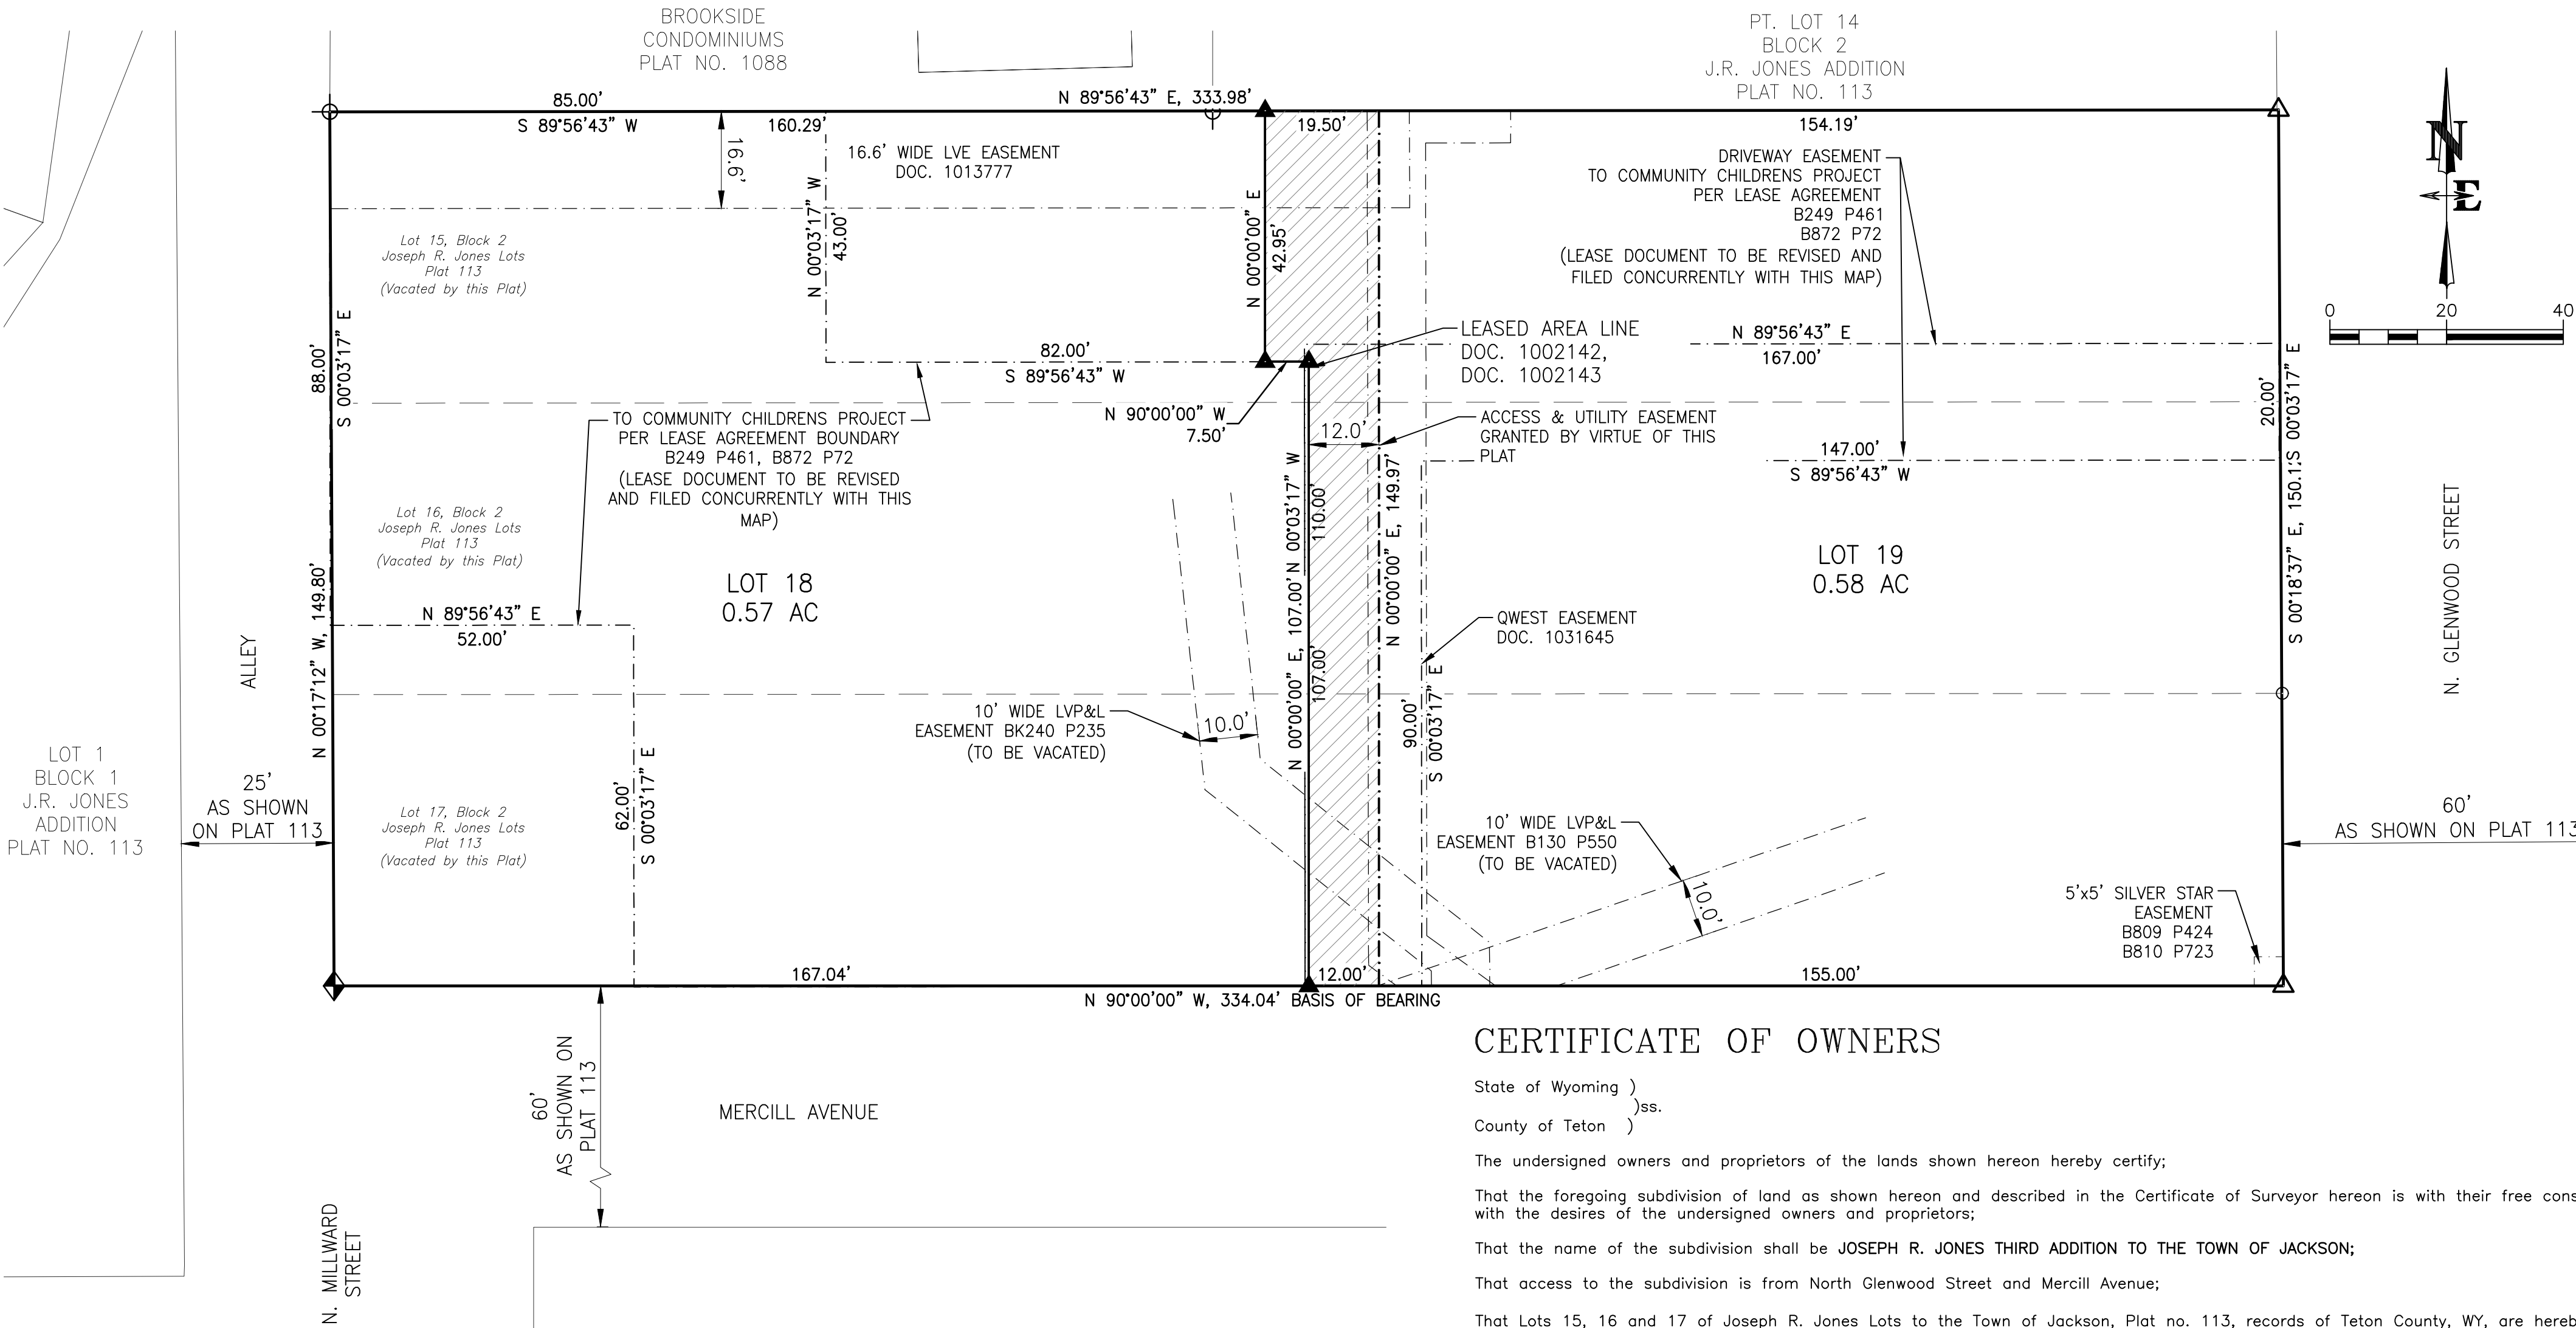 BROOKSIDE
CONDOMINIUMS
PLAT NO. 1088
PT. LOT 14
BLOCK 2
J.R. JONES ADDITION
PLAT NO. 113
85.00'
S 89°56'43" W
160.29'
N 89°56'43" E, 333.98'
19.50'
154.19'
16.6'
16.6' WIDE LVE EASEMENT
DOC. 1013777
N 00°03'17" W
43.00'
N 00°00'00" E
42.95'
DRIVEWAY EASEMENT
TO COMMUNITY CHILDRENS PROJECT
PER LEASE AGREEMENT
B249 P461
B872 P72
(LEASE DOCUMENT TO BE REVISED AND
FILED CONCURRENTLY WITH THIS MAP)
N
E
0 20 40
Lot 15, Block 2
Joseph R. Jones Lots
Plat 113
(Vacated by this Plat)
88.00'
S 00°03'17" E
82.00'
S 89°56'43" W
LEASED AREA LINE
DOC. 1002142,
DOC. 1002143
N 89°56'43" E
167.00'
N 90°00'00" W
7.50'
TO COMMUNITY CHILDRENS PROJECT
PER LEASE AGREEMENT BOUNDARY
B249 P461, B872 P72
(LEASE DOCUMENT TO BE REVISED
AND FILED CONCURRENTLY WITH THIS
MAP)
12.0'
ACCESS & UTILITY EASEMENT
GRANTED BY VIRTUE OF THIS
PLAT
20.00'
S 00°03'17" E
147.00'
S 89°56'43" W
Lot 16, Block 2
Joseph R. Jones Lots
Plat 113
(Vacated by this Plat)
N 00°03'17" W
110.00'
N 00°00'00" E, 149.97'
S 00°18'37" E,
N. GLENWOOD STREET
LOT 18
0.57 AC
LOT 19
0.58 AC
N 89°56'43" E
52.00'
ALLEY
N 00°17'12" W, 149.80'
N 00°00'00" E, 107.00'
107.00'
QWEST EASEMENT
DOC. 1031645
90.00'
S 00°03'17" E
10' WIDE LVP&L
EASEMENT BK240 P235
(TO BE VACATED)
10.0'
LOT 1
BLOCK 1
J.R. JONES
ADDITION
PLAT NO. 113
25'
AS SHOWN
ON PLAT 113
Lot 17, Block 2
Joseph R. Jones Lots
Plat 113
(Vacated by this Plat)
62.00'
S 00°03'17" E
10' WIDE LVP&L
EASEMENT B130 P550
(TO BE VACATED)
10.0'
60'
AS SHOWN ON PLAT 113
5'x5' SILVER STAR
EASEMENT
B809 P424
B810 P723
167.04'
12.00'
155.00'
N 90°00'00" W, 334.04' BASIS OF BEARING
60'
AS SHOWN ON
PLAT 113
MERCILL AVENUE
N. MILLWARD
STREET
CERTIFICATE OF OWNERS
State of Wyoming )
)ss.
County of Teton )
The undersigned owners and proprietors of the lands shown hereon hereby certify;
That the foregoing subdivision of land as shown hereon and described in the Certificate of Surveyor hereon is with their free
with the desires of the undersigned owners and proprietors;
That the name of the subdivision shall be JOSEPH R. JONES THIRD ADDITION TO THE TOWN OF JACKSON;
That access to the subdivision is from North Glenwood Street and Mercill Avenue;
That Lots 15, 16 and 17 of Joseph R. Jones Lots to the Town of Jackson, Plat no. 113, records of Teton County, WY, are